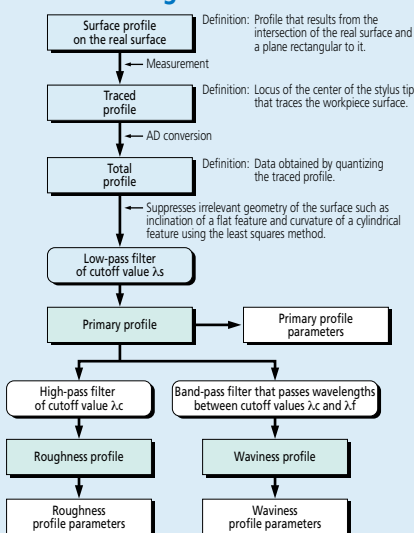 Surface profile
on the real surface
Definition: Profile that results from the
intersection of the real surface and
a plane rectangular to it.
Measurement
Traced
profile
Definition: Locus of the center of the stylus tip
that traces the workpiece surface.
AD conversion
Total
profile
Definition: Data obtained by quantizing
the traced profile.
Suppresses irrelevant geometry of the surface such as
inclination of a flat feature and curvature of a cylindrical
feature using the least squares method.
Low-pass filter
of cutoff value λs
Primary profile
Primary profile
parameters
High-pass filter
of cutoff value λc
Band-pass filter that passes wavelengths
between cutoff values λc and λf
Roughness profile
Waviness profile
Roughness
profile parameters
Waviness
profile parameters